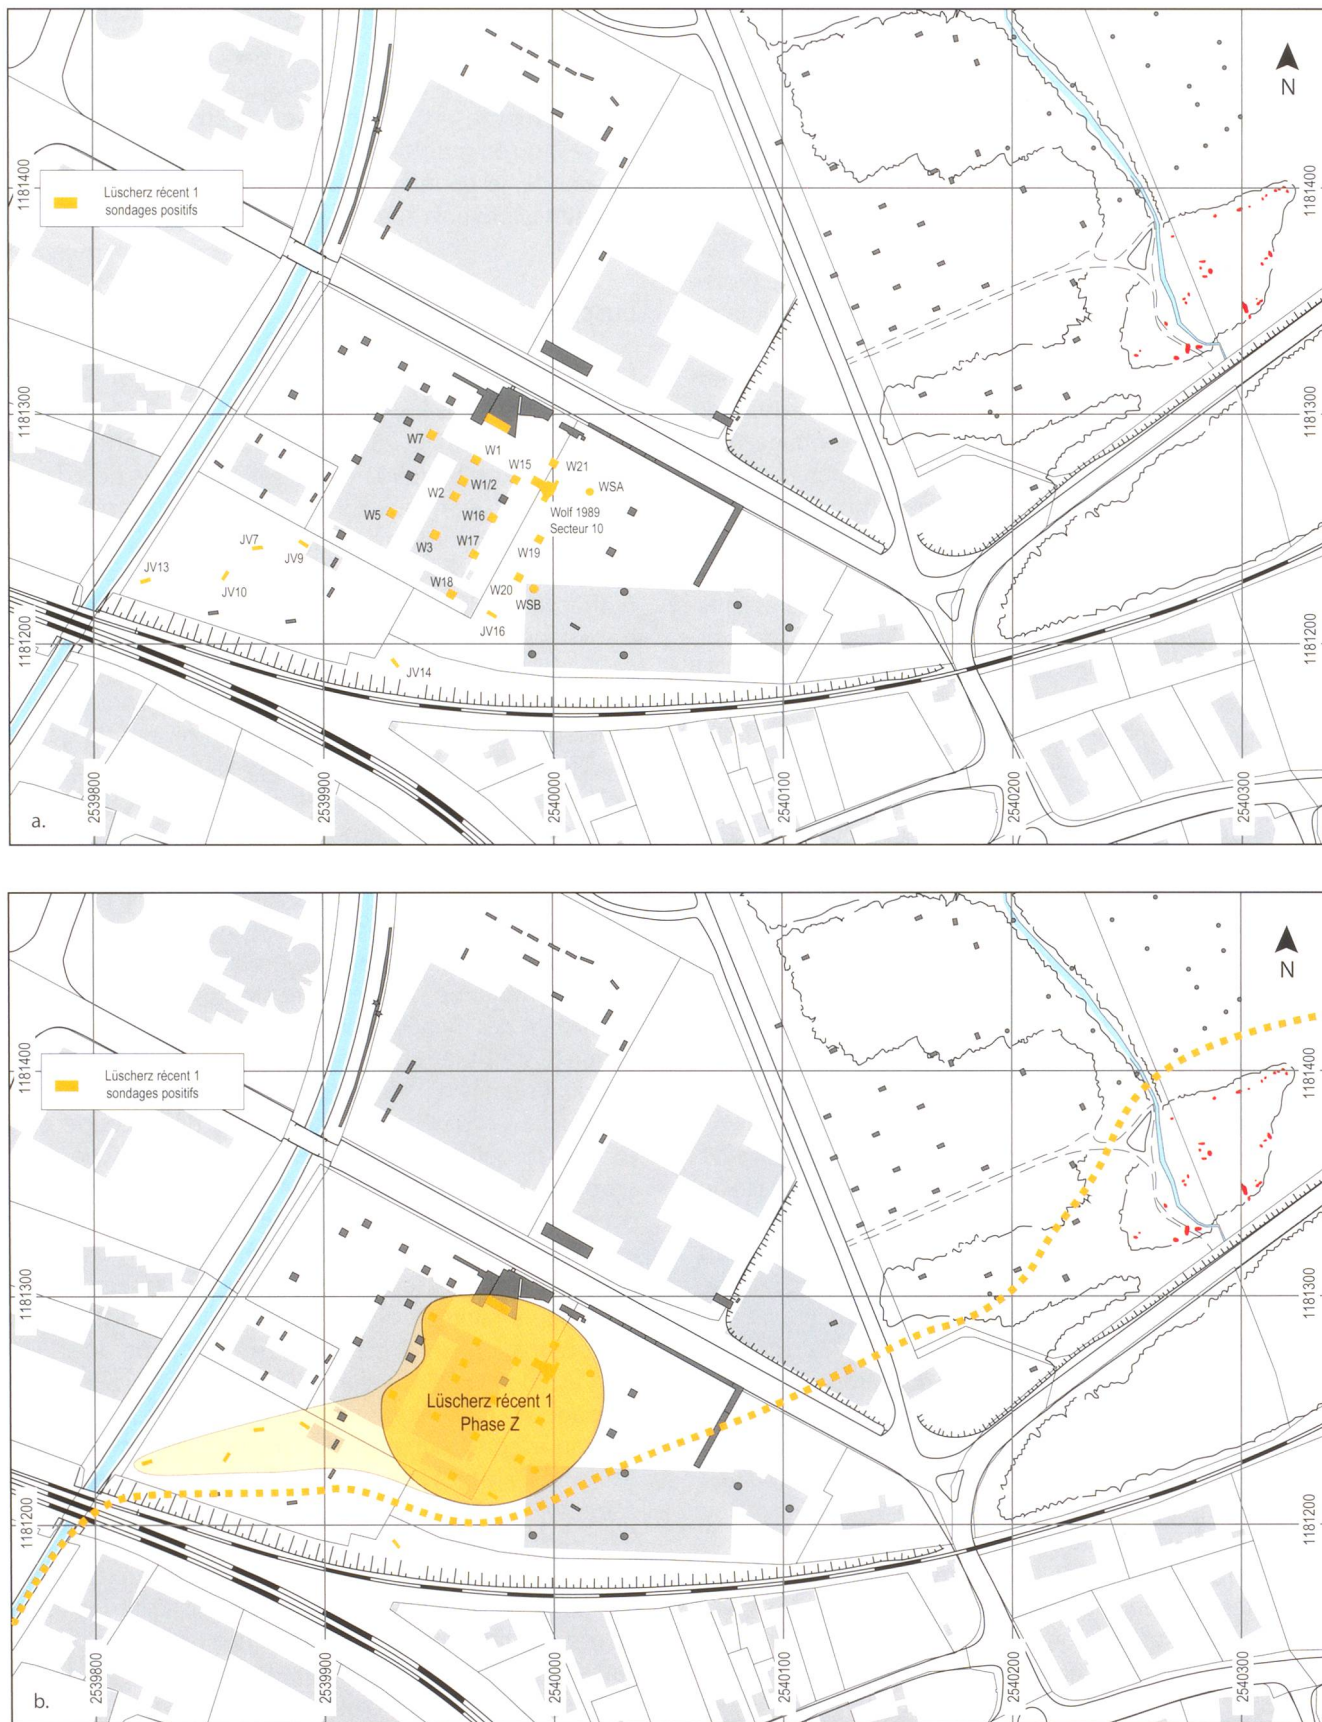 N
1181400
1181400
Lüscherz récent 1
sondages positifs
1181300
1181300
W7
W1
W15
W21
W1/2
WSA
W2
Wolf 1989
Secteur 10
W5
W16
W3
W17
W19
JV7
JV9
JV13
JV10
W18
W20
WSB
JV16
1181200
1181200
JV14
2539800
2539900
2540000
2540100
2540200
2540300
a.
N
1181400
1181400
Lüscherz récent 1
sondages positifs
1181300
1181300
Lüscherz récent 1
Phase Z
1181200
1181200
2539800
2539900
2540000
2540100
2540200
2540300
b.